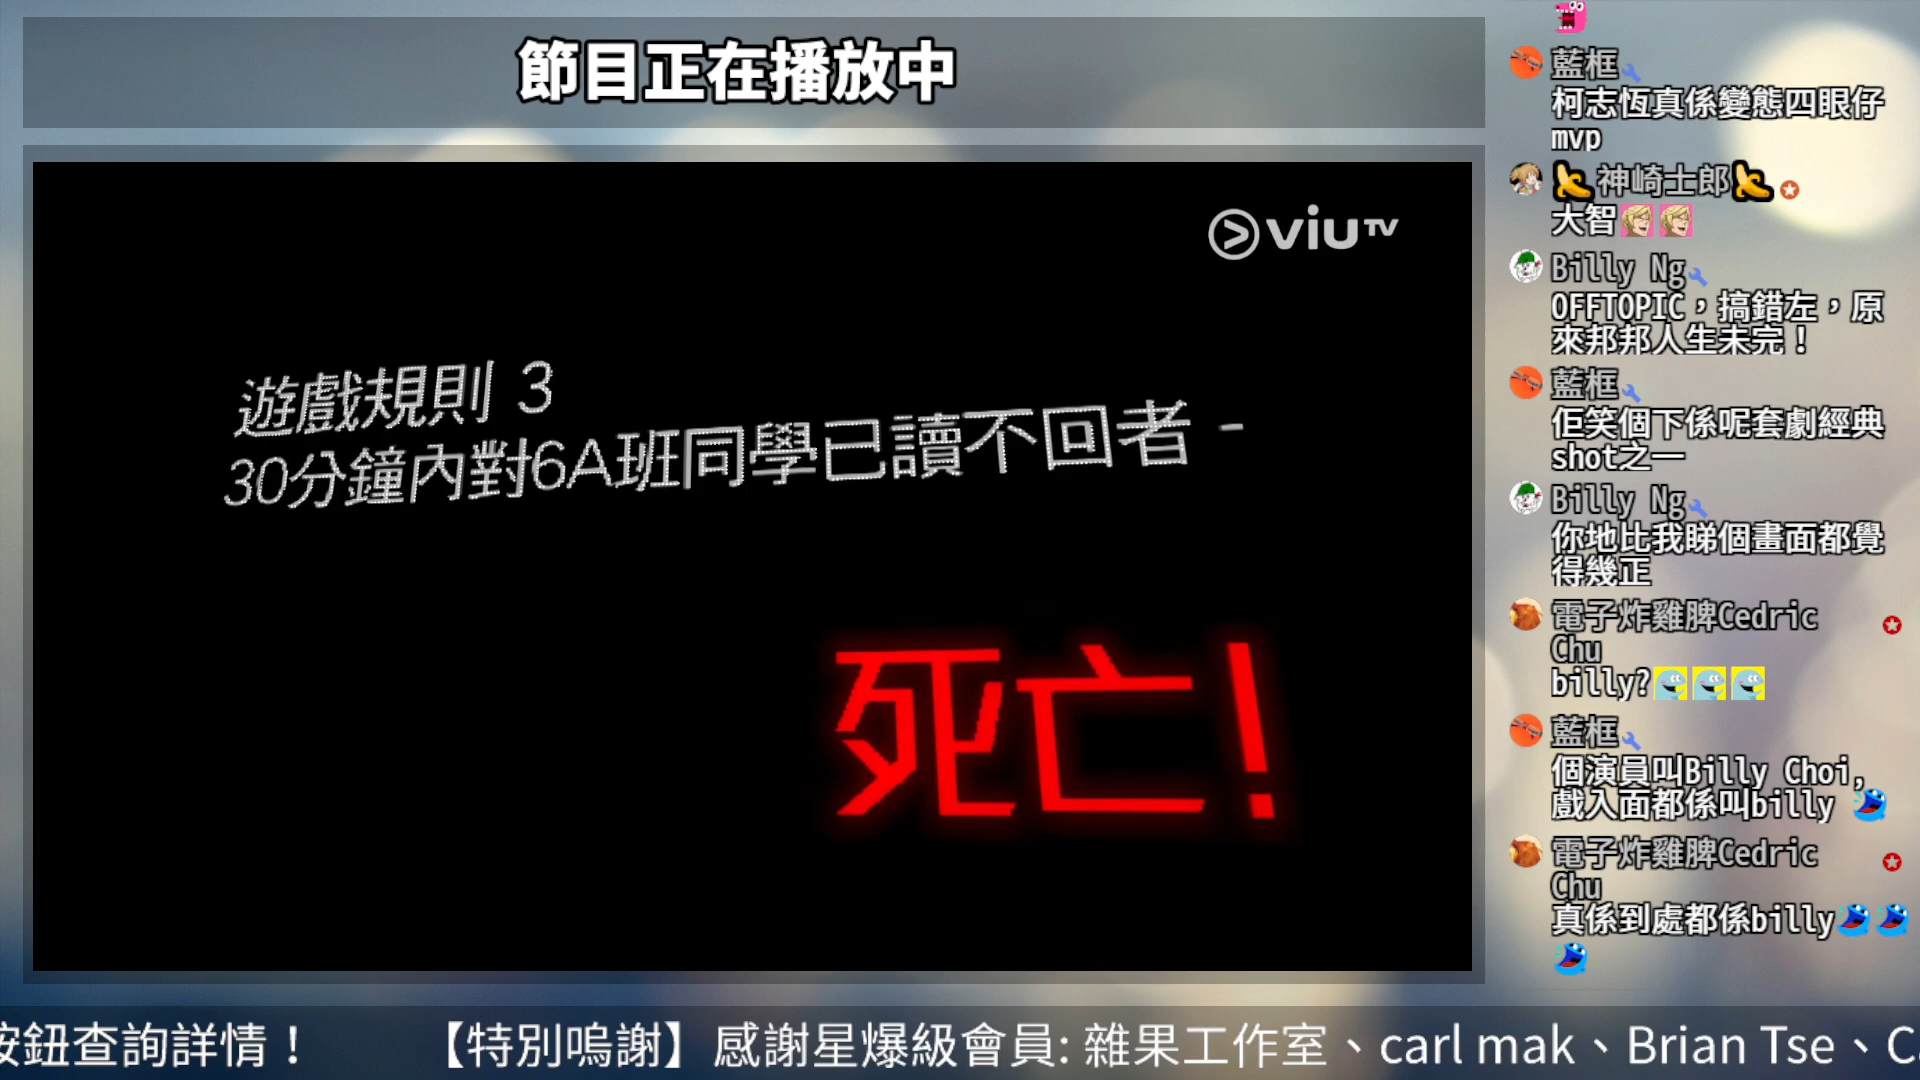 節目正在播放中
viuTV
遊戲規則 3
30分鐘內對6A班同學已讀不回者 -
死亡!
藍框
柯志恆真係變態四眼仔
mvp
神崎士郎
大智
Billy Ng
OFFTOPIC，搞錯左，原
來邦邦人生未完！
藍框
佢笑個下係呢套劇經典
shot之一
Billy Ng
你地比我睇個畫面都覺
得幾正
電子炸雞脾Cedric
Chu
billy?
藍框
個演員叫Billy Choi,
戲入面都係叫billy
電子炸雞脾Cedric
Chu
真係到處都係billy
按鈕查詢詳情！ 【特別嗚謝】感謝星爆級會員: 雜果工作室、carl mak、Brian Tse、C